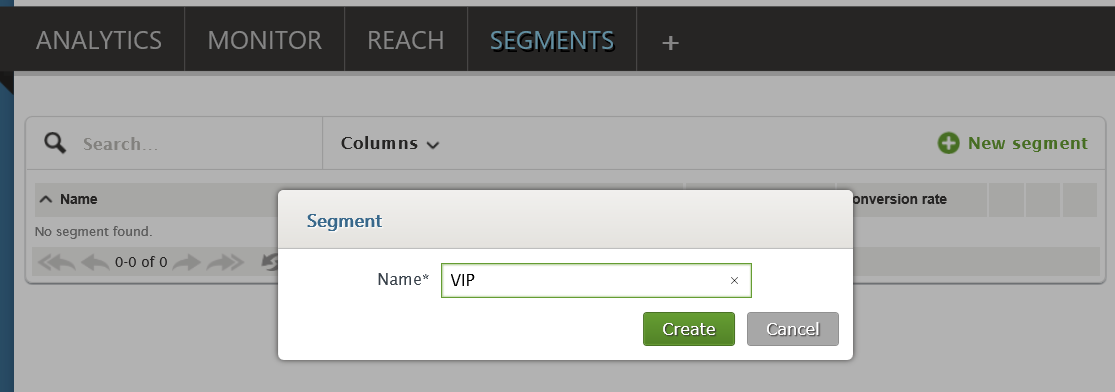 ANALYTICS MONITOR REACH SEGMENTS +
Search... Columns New segment
Name onversion rate
No segment found.
0-0 of 0
Segment
Name* VIP ×
Create Cancel